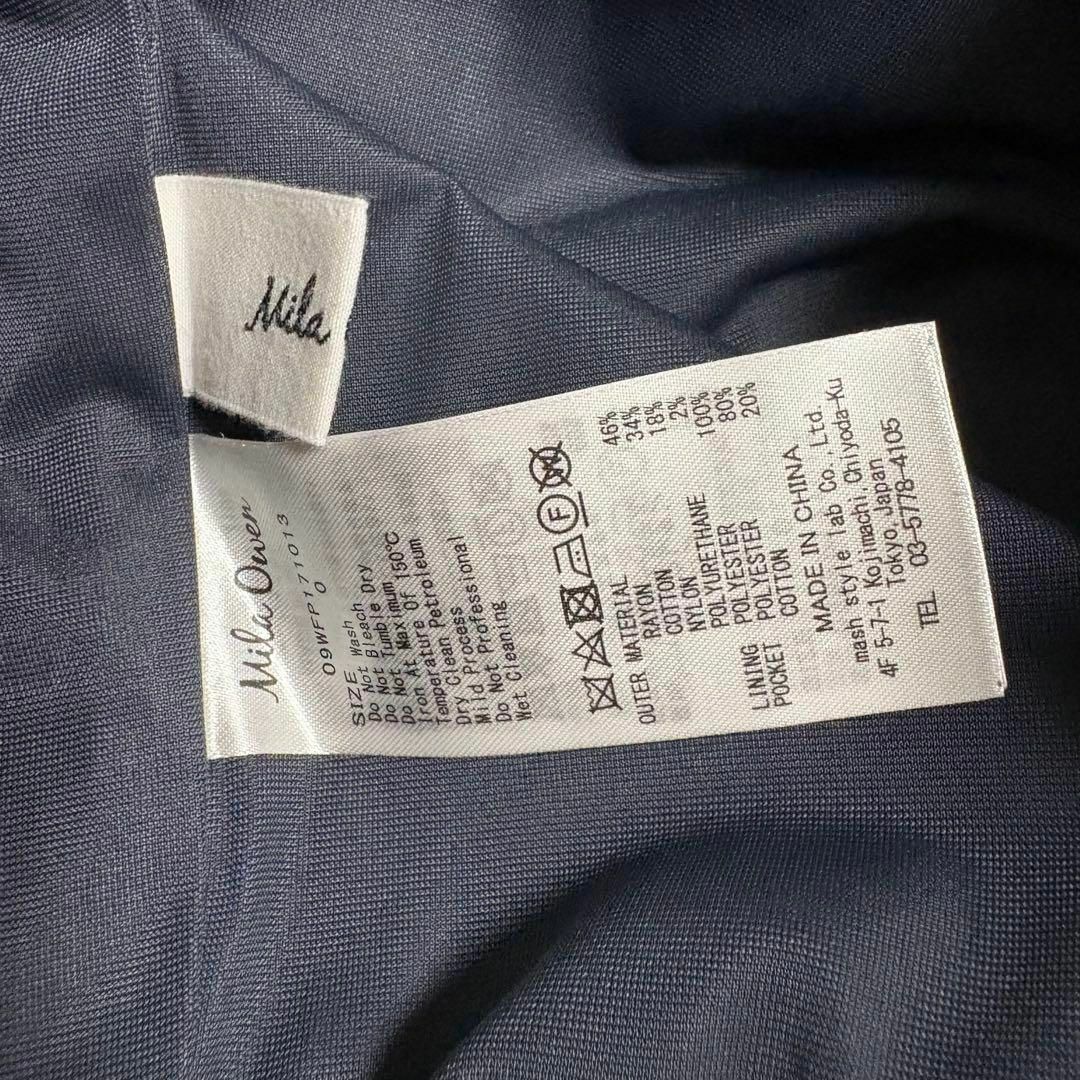 Mila
Mila Owen
09WFP171013
SIZE 0
Do Not Wash
Do Not Bleach
Do Not Tumble Dry
Iron At Maximum
Temperature Of 150℃
Dry Clean Petroleum
Mild Process
Do Not Professional
Wet Cleaning
F W
OUTER MATERIAL
RAYON 46%
COTTON 34%
NYLON 18%
POLYURETHANE 2%
LINING POLYESTER 100%
POCKET POLYESTER 80%
COTTON 20%
MADE IN CHINA
mash style lab Co.,Ltd
4F 5-7-1 Kojimachi, Chiyoda-Ku
Tokyo, Japan
TEL 03-5778-4105